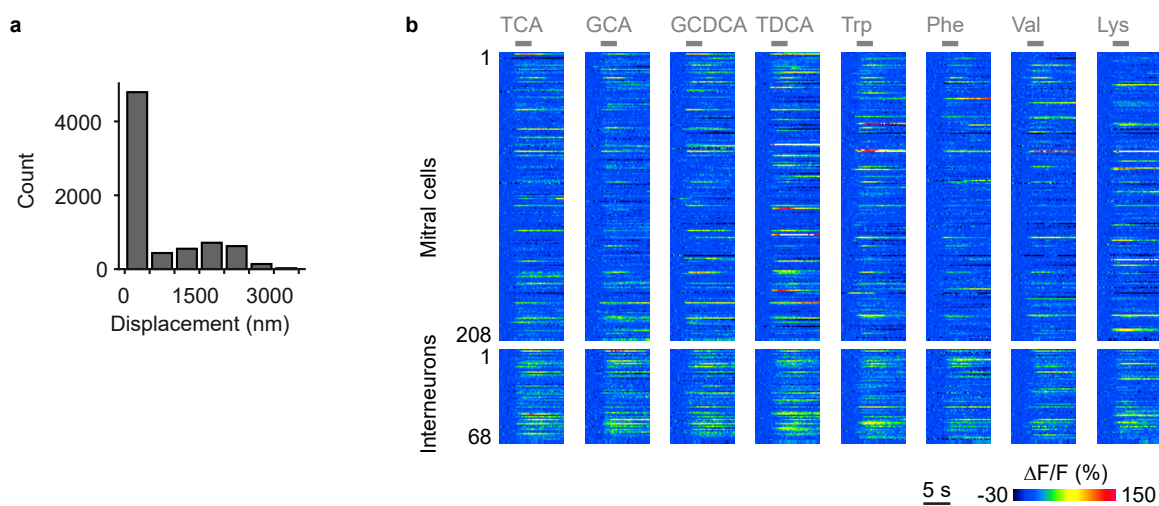 a
Count
4000
2000
0
0 1500 3000
Displacement (nm)
b
TCA GCA GCDCA TDCA Trp Phe Val Lys
Mitral cells
1
208
Interneurons
1
68
5 s
ΔF/F (%)
-30 150